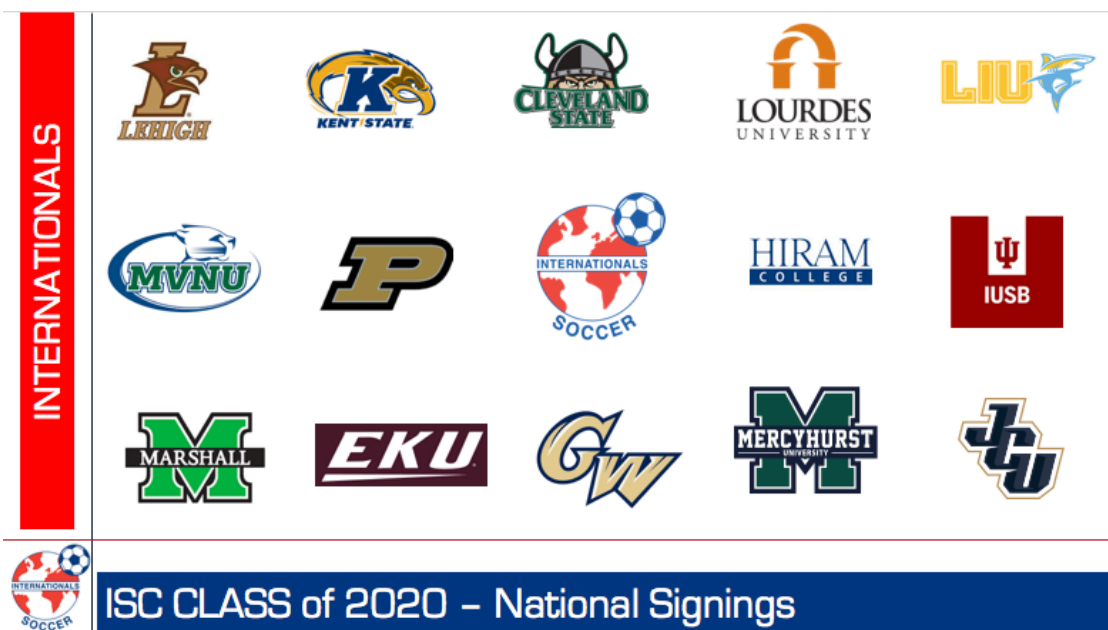 INTERNATIONALS
L
LEHIGH
K
KENT STATE
CLEVELAND
STATE
LOURDES
UNIVERSITY
LIU
MVNU
P
INTERNATIONALS
SOCCER
HIRAM
COLLEGE
IUSB
M
MARSHALL
EKU
GW
M
MERCYHURST
UNIVERSITY
JCU
INTERNATIONALS
SOCCER
ISC CLASS of 2020 – National Signings